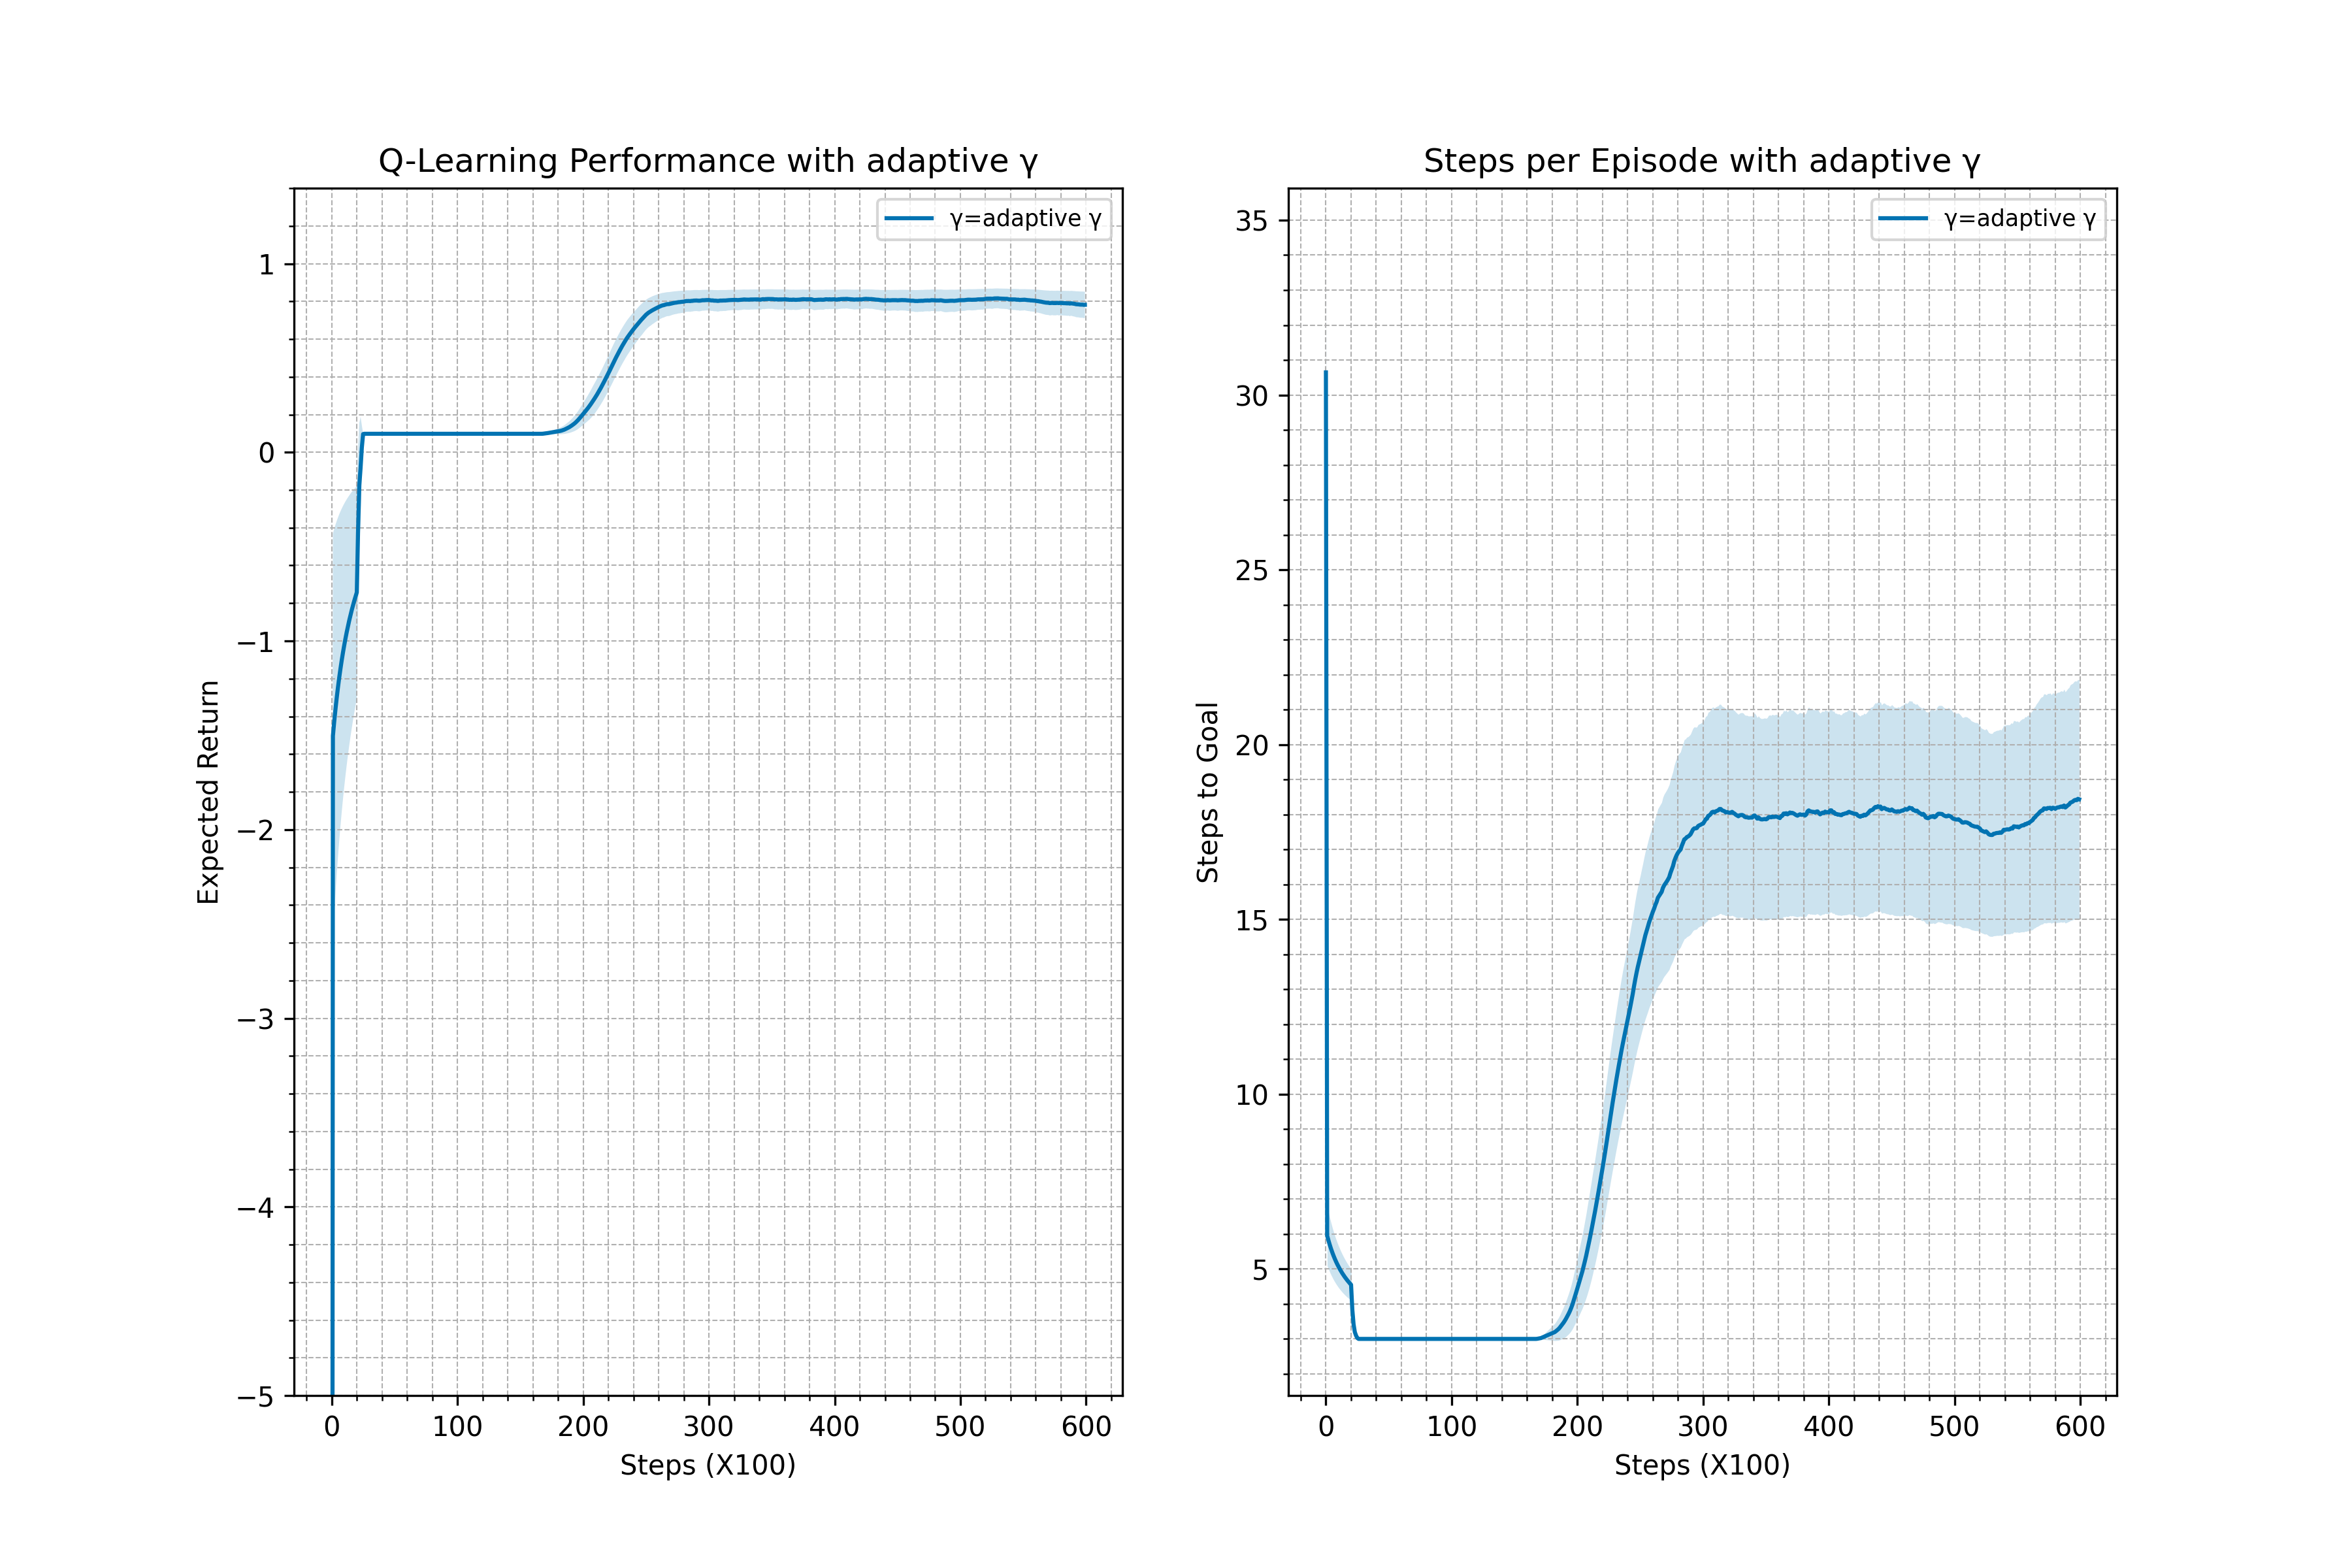 Q-Learning Performance with adaptive γ
γ=adaptive γ
1
0
−1
−2
−3
−4
−5
Expected Return
0 100 200 300 400 500 600
Steps (X100)
Steps per Episode with adaptive γ
γ=adaptive γ
35
30
25
20
15
10
5
Steps to Goal
0 100 200 300 400 500 600
Steps (X100)